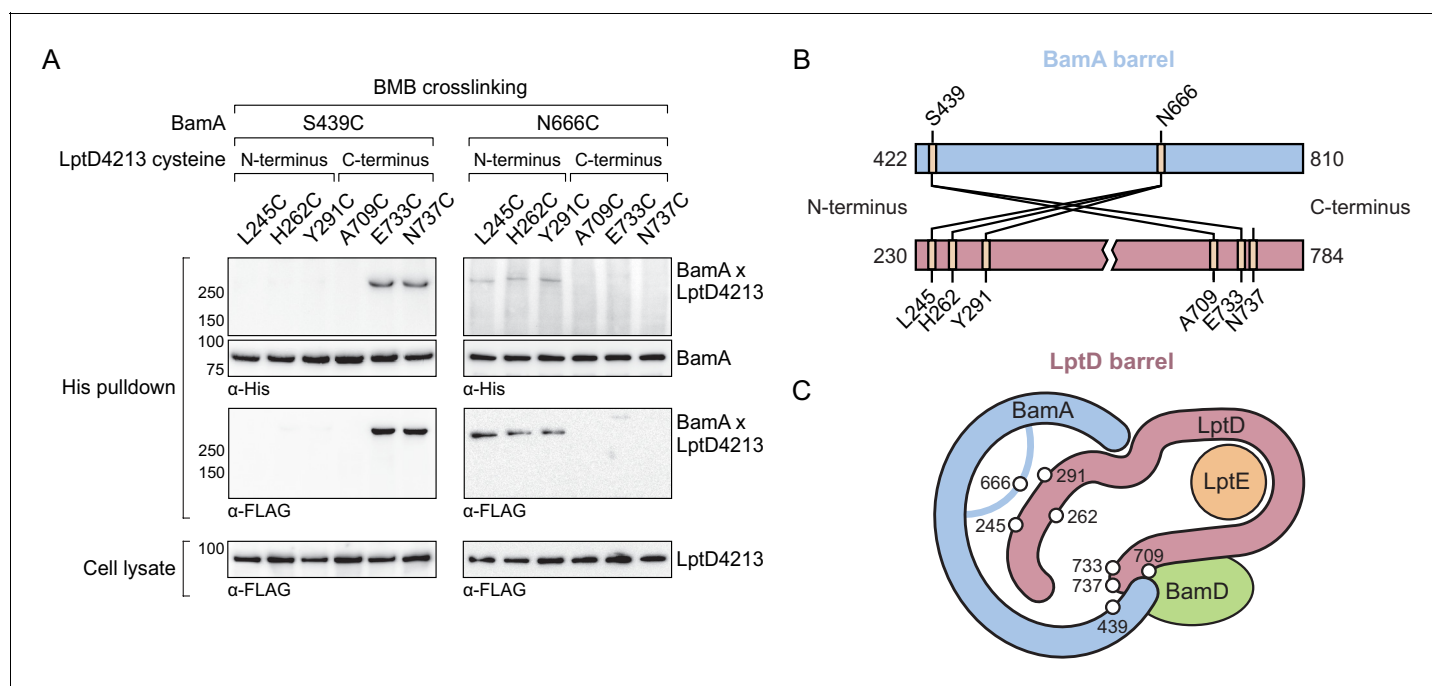 A
BMB crosslinking
BamA S439C N666C
LptD4213 cysteine N-terminus C-terminus N-terminus C-terminus
L245C H262C Y291C A709C E733C N737C L245C H262C Y291C A709C E733C N737C
His pulldown
250
150
BamA x
LptD4213
100
75
BamA
α-His α-His
250
150
BamA x
LptD4213
α-FLAG α-FLAG
Cell lysate
100
LptD4213
α-FLAG α-FLAG
B
BamA barrel
S439 N666
422 810
N-terminus C-terminus
230 784
L245 H262 Y291 A709 E733 N737
LptD barrel
C
BamA
LptD
LptE
666 291
245 262
733 709
737
BamD
439